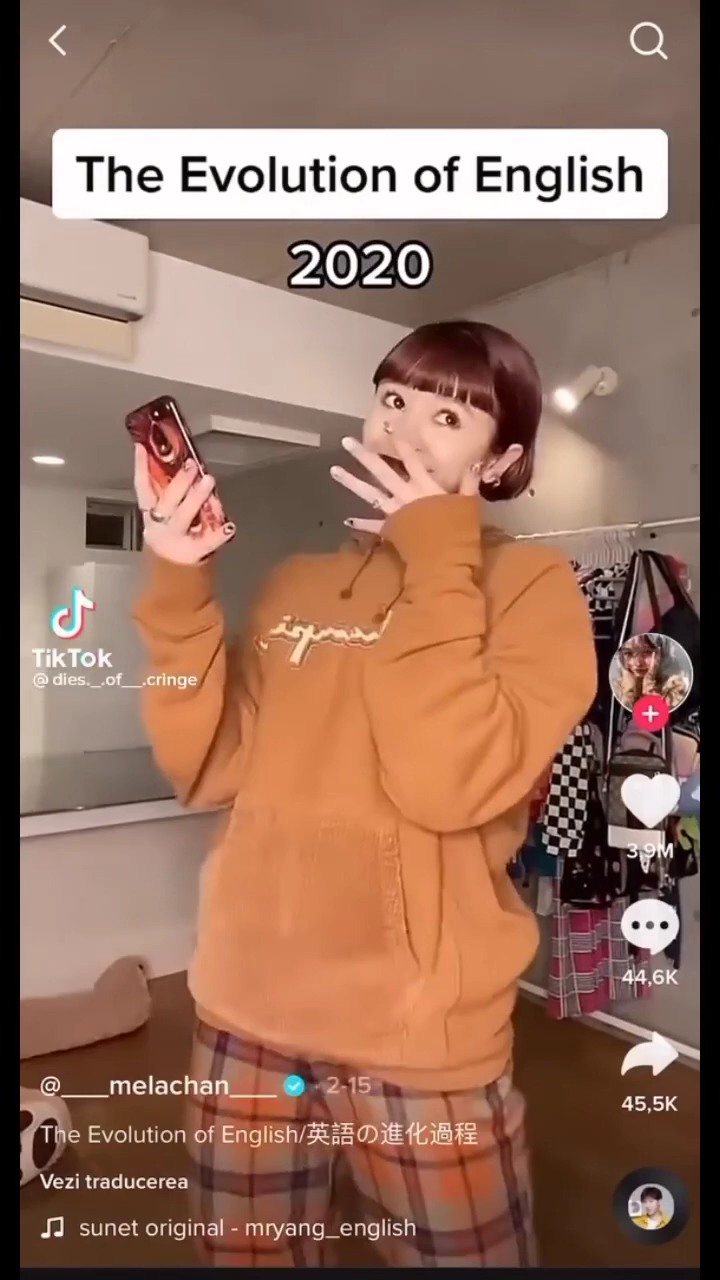 The Evolution of English
2020
TikTok
@dies._.of__.cringe
3,9M
44,6K
45,5K
@___melachan___ · 2-15
The Evolution of English/英語の進化過程
Vezi traducerea
sunet original - mryang_english